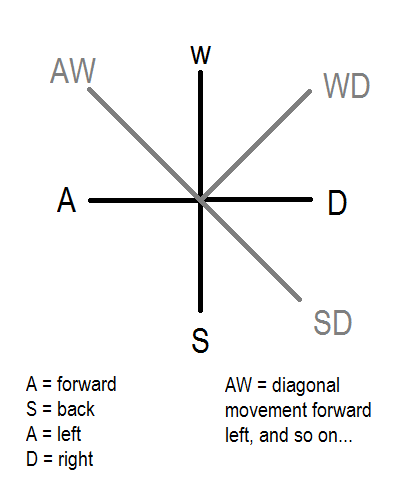 w
AW
WD
A
D
SD
S
A = forward
S = back
A = left
D = right
AW = diagonal
movement forward
left, and so on...